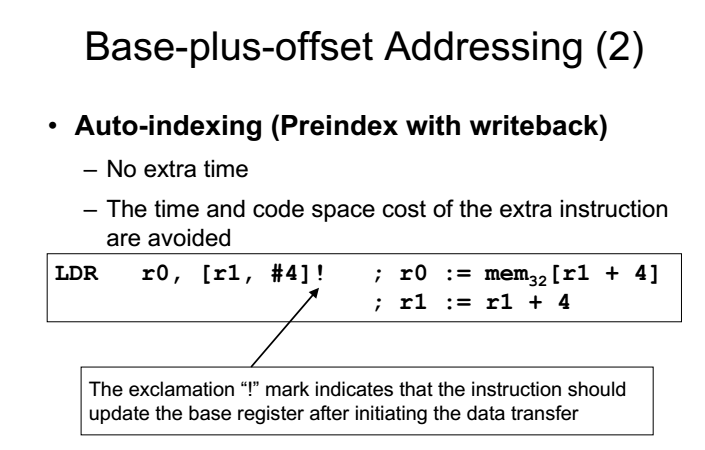 Base-plus-offset Addressing (2)
• Auto-indexing (Preindex with writeback)
– No extra time
– The time and code space cost of the extra instruction
are avoided
LDR r0, [r1, #4]! ; r0 := mem32[r1 + 4]
; r1 := r1 + 4
The exclamation “!” mark indicates that the instruction should
update the base register after initiating the data transfer